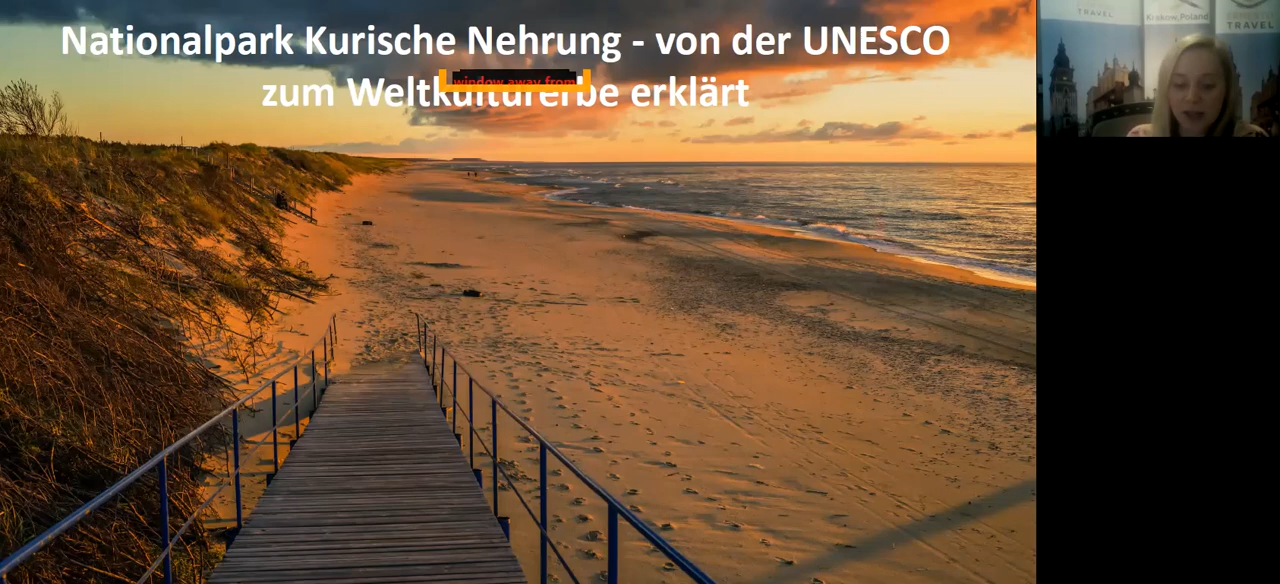 Nationalpark Kurische Nehrung - von der UNESCO
zum Weltkulturerbe erklärt
window away from
TRAVEL
Krakow, Poland
TRAVEL